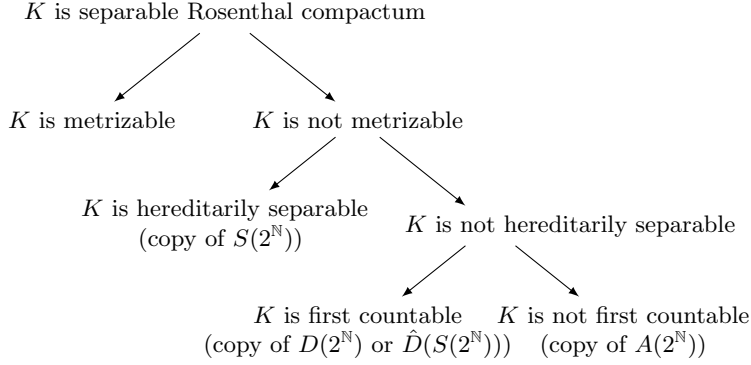 K is separable Rosenthal compactum
K is metrizable
K is not metrizable
K is hereditarily separable
(copy of S(2^ℕ))
K is not hereditarily separable
K is first countable
(copy of D(2^ℕ) or D̂(S(2^ℕ)))
K is not first countable
(copy of A(2^ℕ))